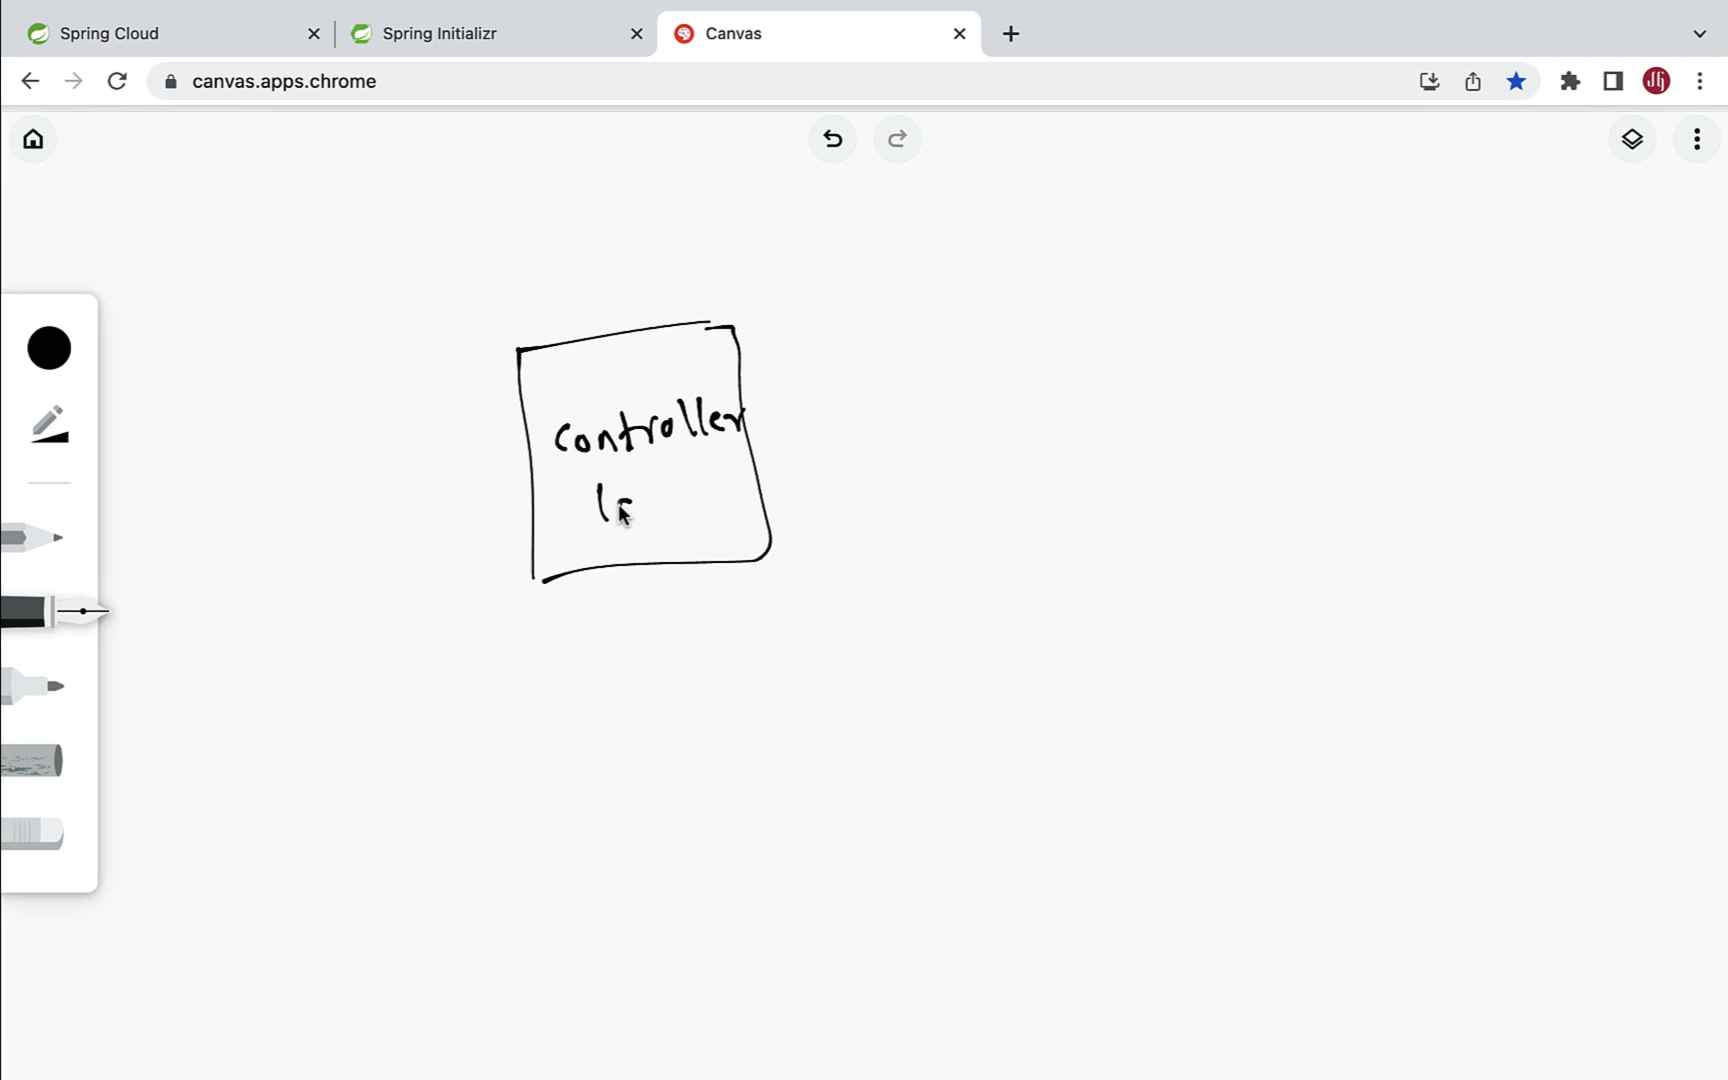 Spring Cloud
Spring Initializr
Canvas
canvas.apps.chrome
controller